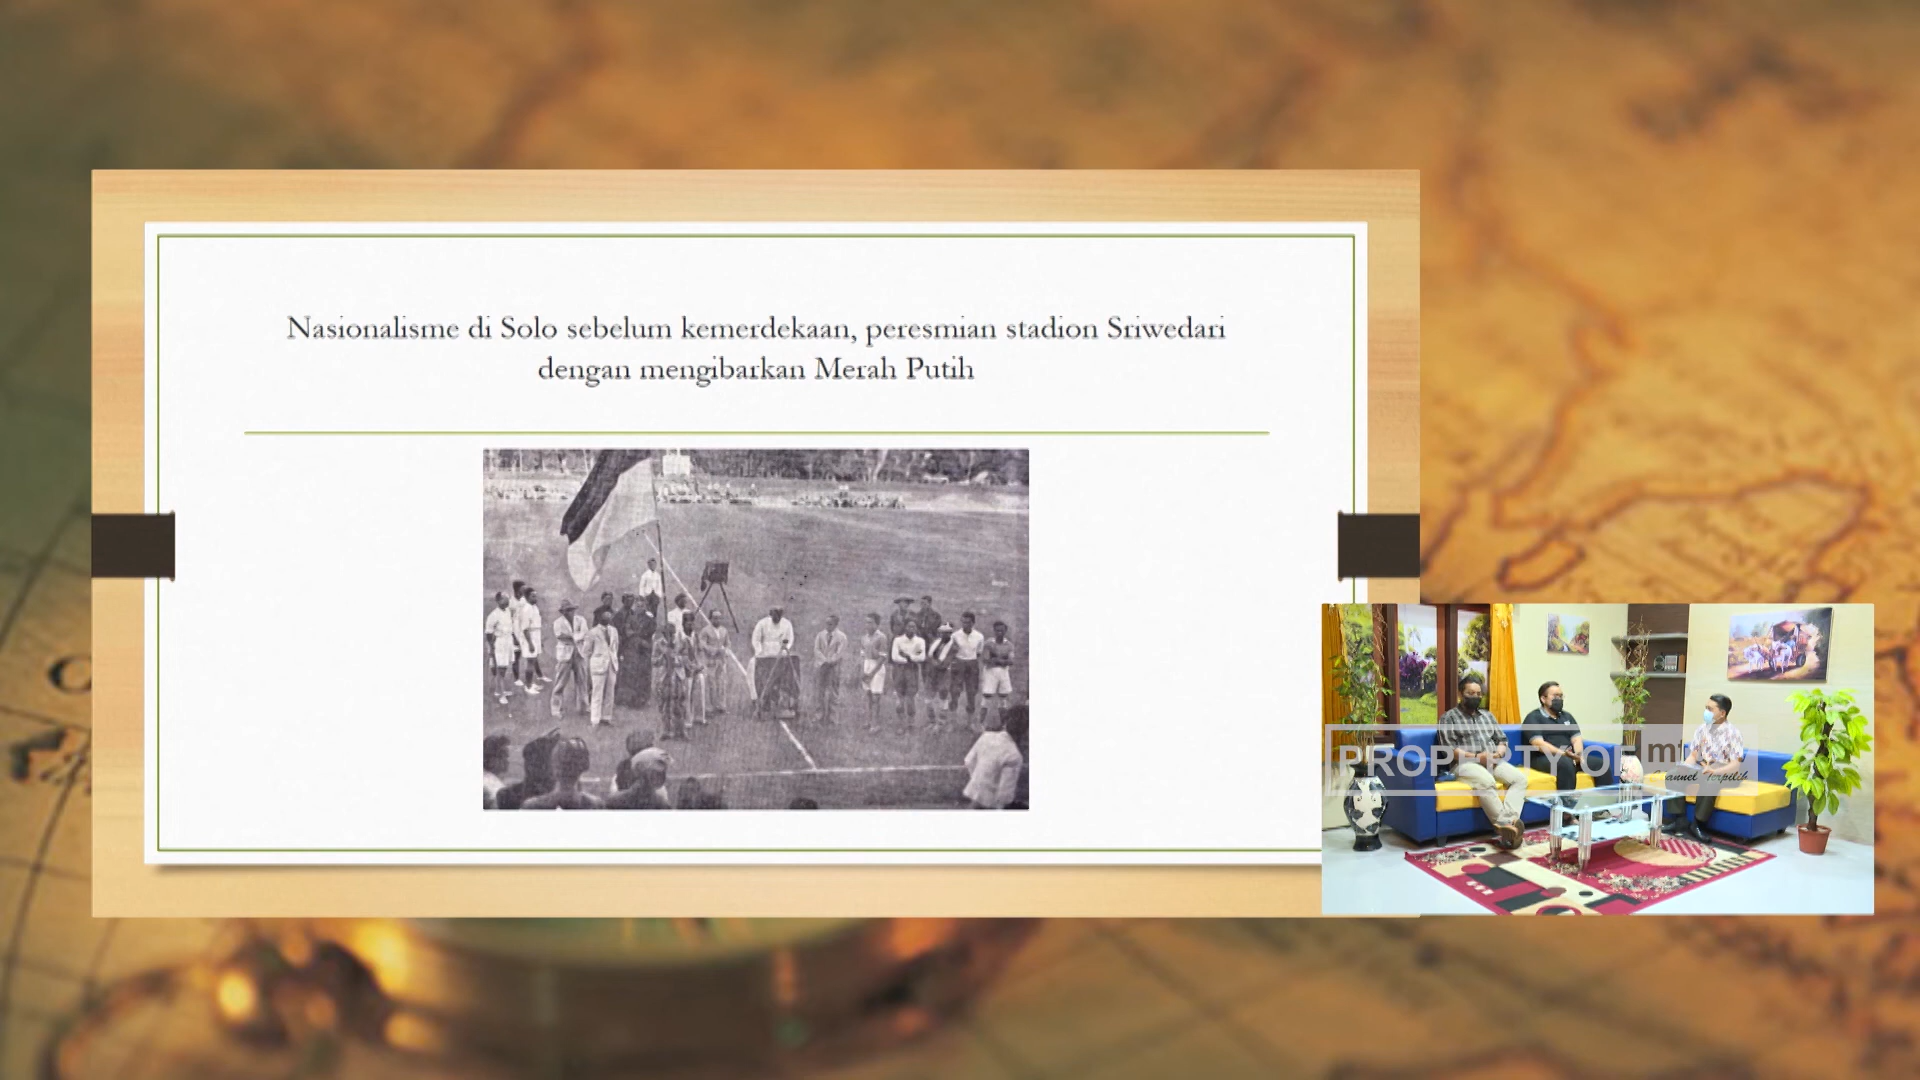 Nasionalisme di Solo sebelum kemerdekaan, peresmian stadion Sriwedari
dengan mengibarkan Merah Putih
PROPERTY OF